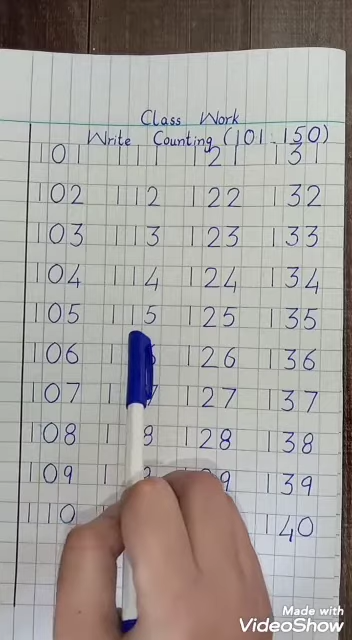 Class Work
Write Counting (101-150)
101 111 121 131
102 112 122 132
103 113 123 133
104 114 124 134
105 115 125 135
106 126 136
107 127 137
108 128 138
109 139
110 140
Made with
VideoShow